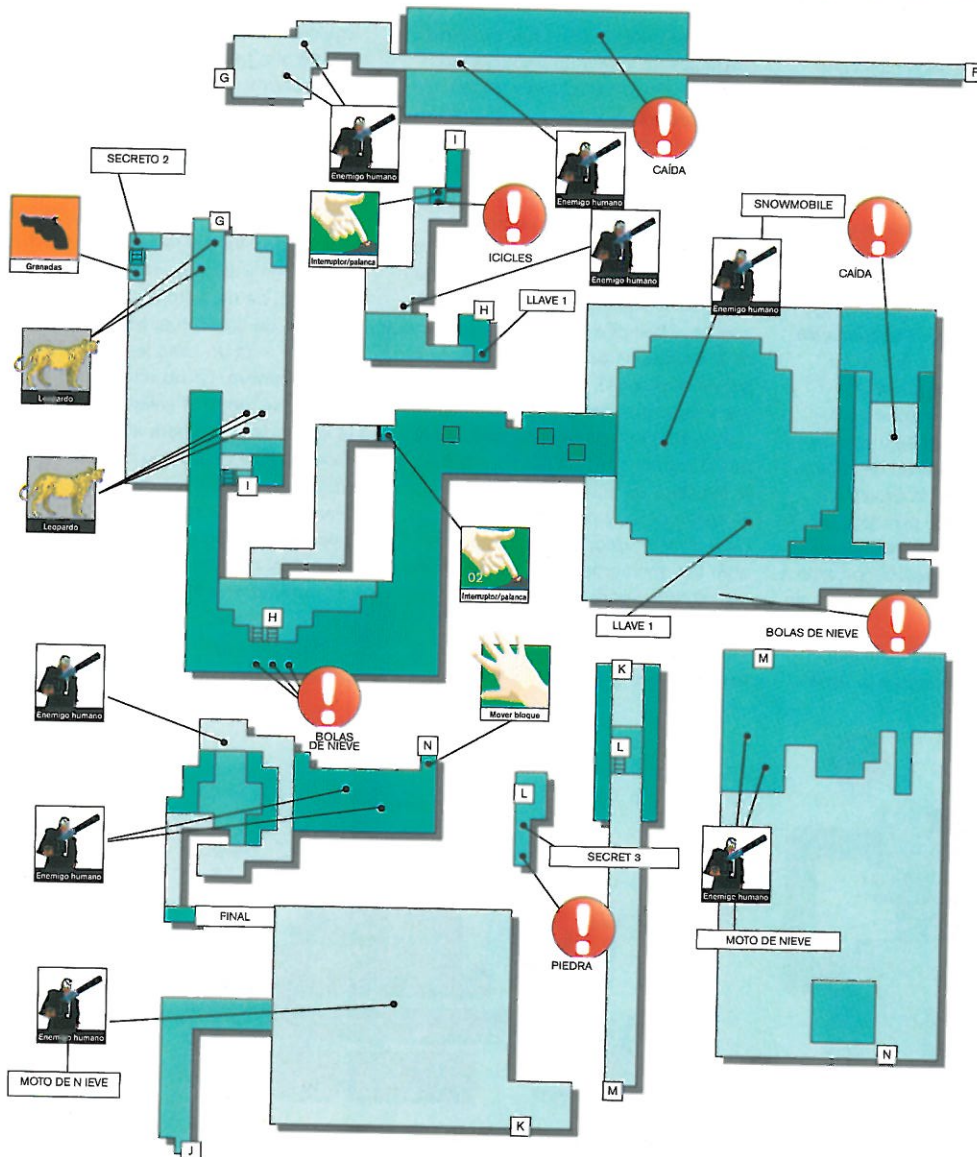 G
F
Enemigo humano
Enemigo humano
CAÍDA
I
SECRETO 2
SNOWMOBILE
Granadas
G
Interruptor/palanca
ICICLES
Enemigo humano
Enemigo humano
CAÍDA
H
LLAVE 1
Leopardo
Leopardo
I
02
Interruptor/palanca
H
LLAVE 1
BOLAS DE NIEVE
Enemigo humano
BOLAS
DE NIEVE
Mover bloque
K
M
N
L
L
Enemigo humano
SECRET 3
Enemigo humano
FINAL
PIEDRA
MOTO DE NIEVE
Enemigo humano
MOTO DE N IEVE
N
M
K
J